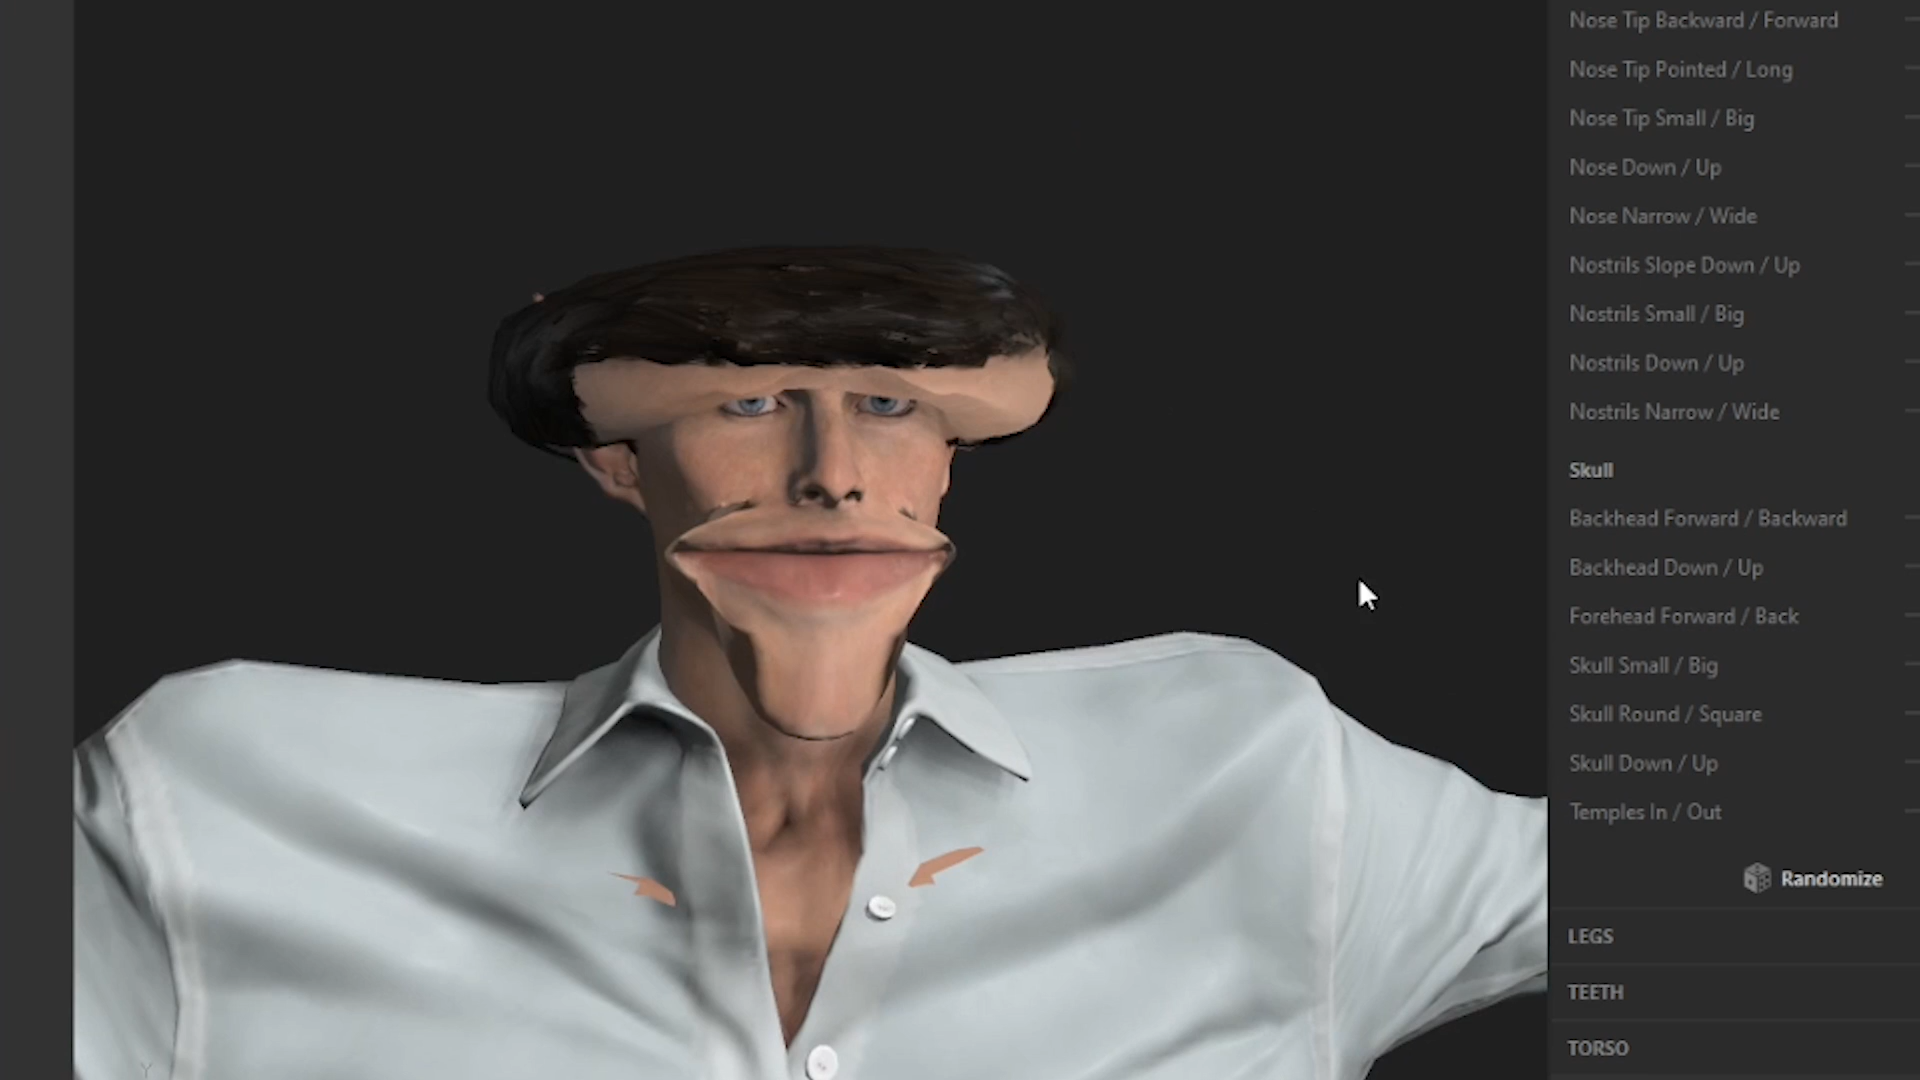 Nose Tip Backward / Forward
Nose Tip Pointed / Long
Nose Tip Small / Big
Nose Down / Up
Nose Narrow / Wide
Nostrils Slope Down / Up
Nostrils Small / Big
Nostrils Down / Up
Nostrils Narrow / Wide
Skull
Backhead Forward / Backward
Backhead Down / Up
Forehead Forward / Back
Skull Small / Big
Skull Round / Square
Skull Down / Up
Temples In / Out
Randomize
LEGS
TEETH
TORSO
Y